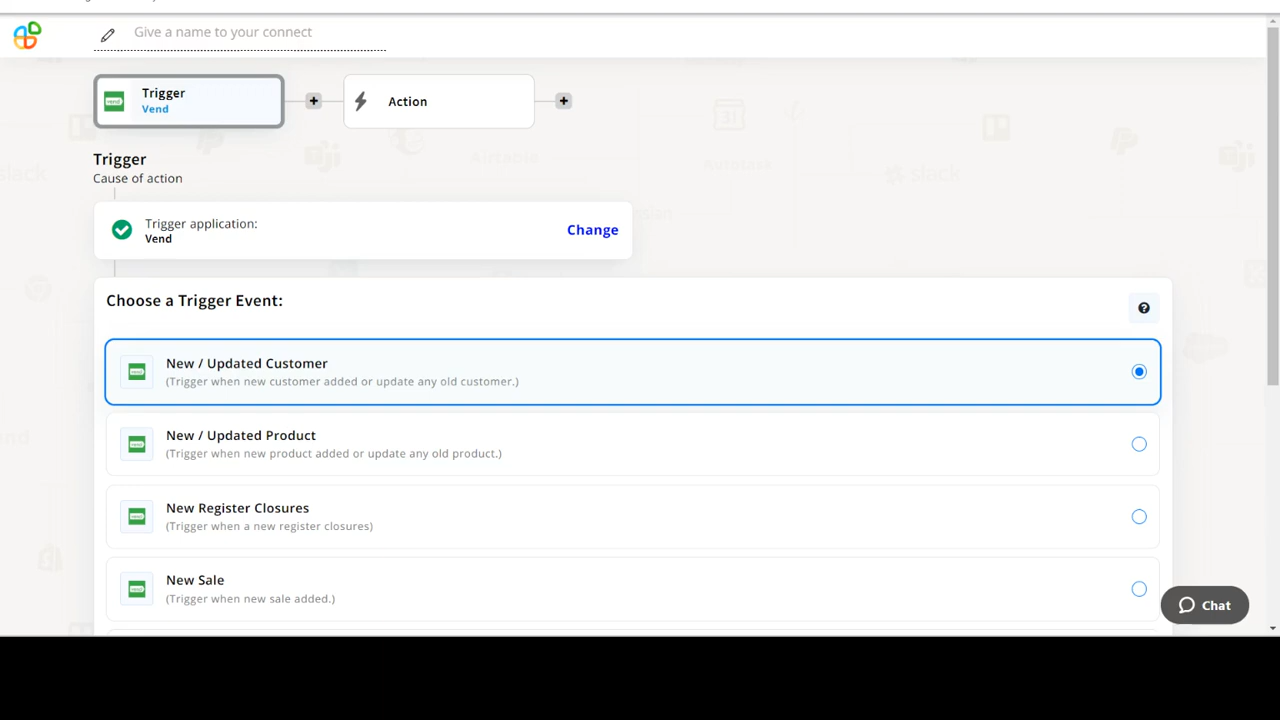 Give a name to your connect
Trigger
Vend
Action
Trigger
Cause of action
Trigger application:
Vend
Change
Choose a Trigger Event:
New / Updated Customer
(Trigger when new customer added or update any old customer.)
New / Updated Product
(Trigger when new product added or update any old product.)
New Register Closures
(Trigger when a new register closures)
New Sale
(Trigger when new sale added.)
Chat